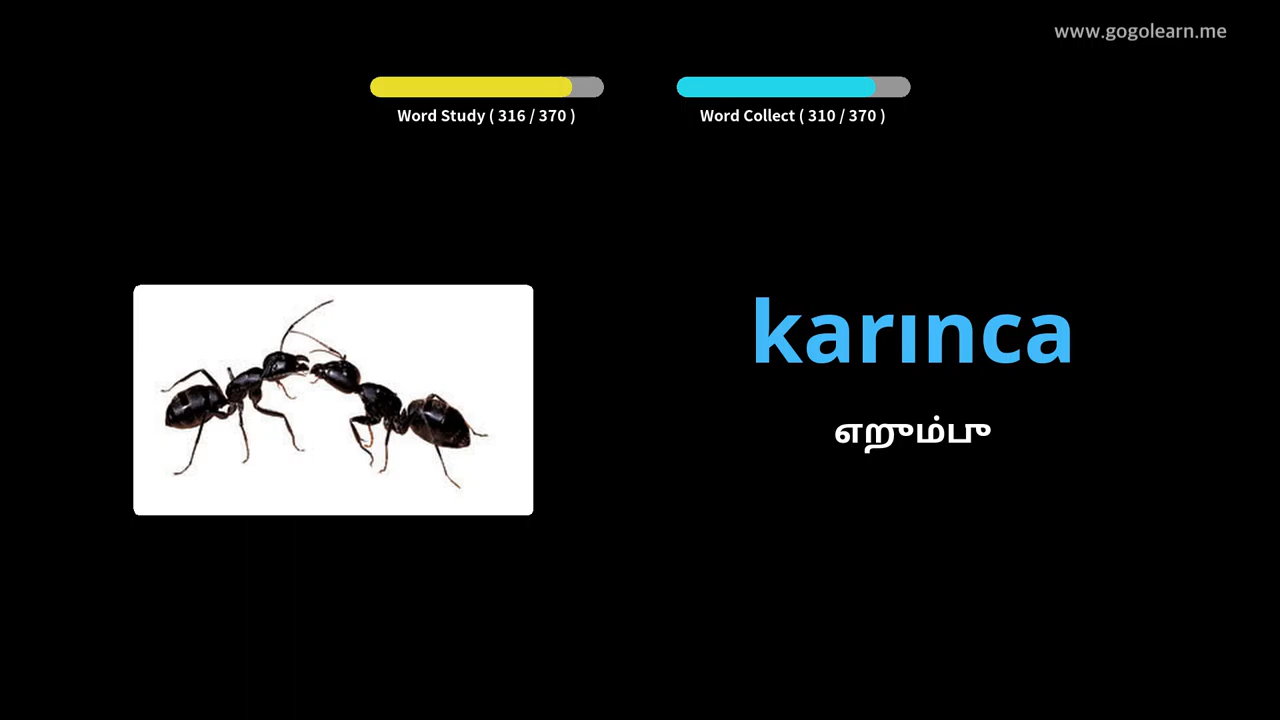 www.gogolearn.me
Word Study ( 316 / 370 )
Word Collect ( 310 / 370 )
karınca
எறும்பு